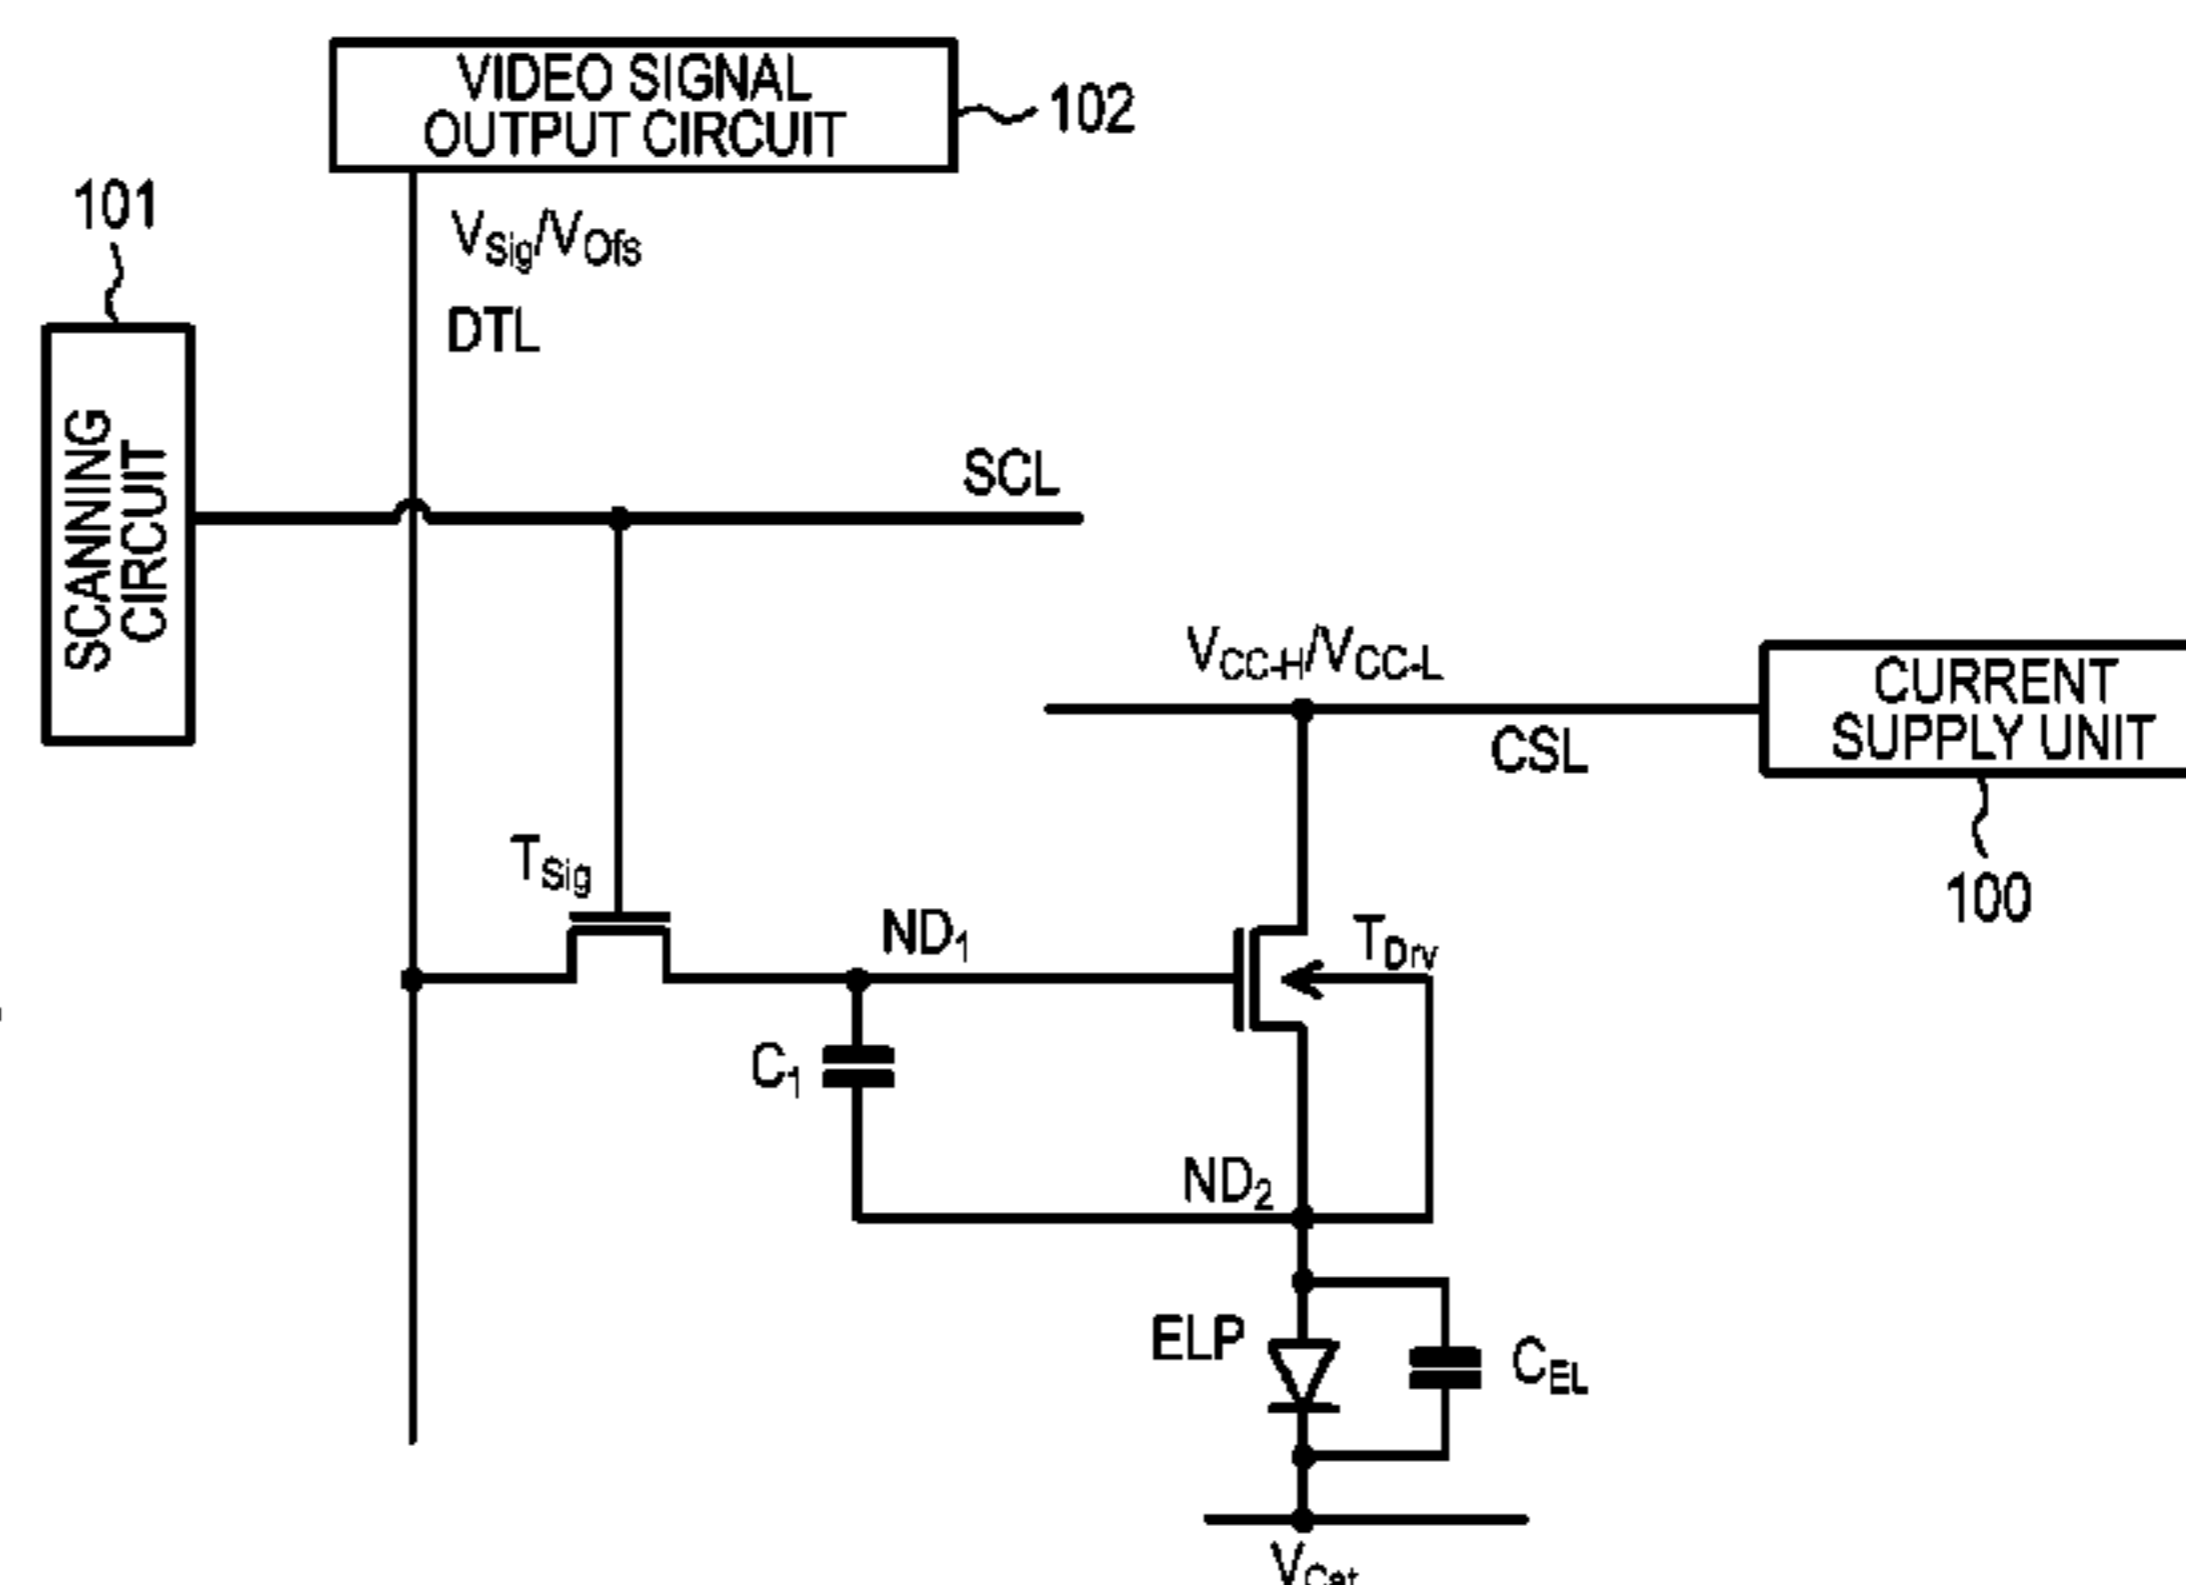 VIDEO SIGNAL
OUTPUT CIRCUIT
102
101
VSig/VOfs
DTL
SCANNING
CIRCUIT
SCL
VCC-H/VCC-L
CURRENT
SUPPLY UNIT
CSL
100
TSig
ND1
TDrv
C1
ND2
ELP
CEL
VCat